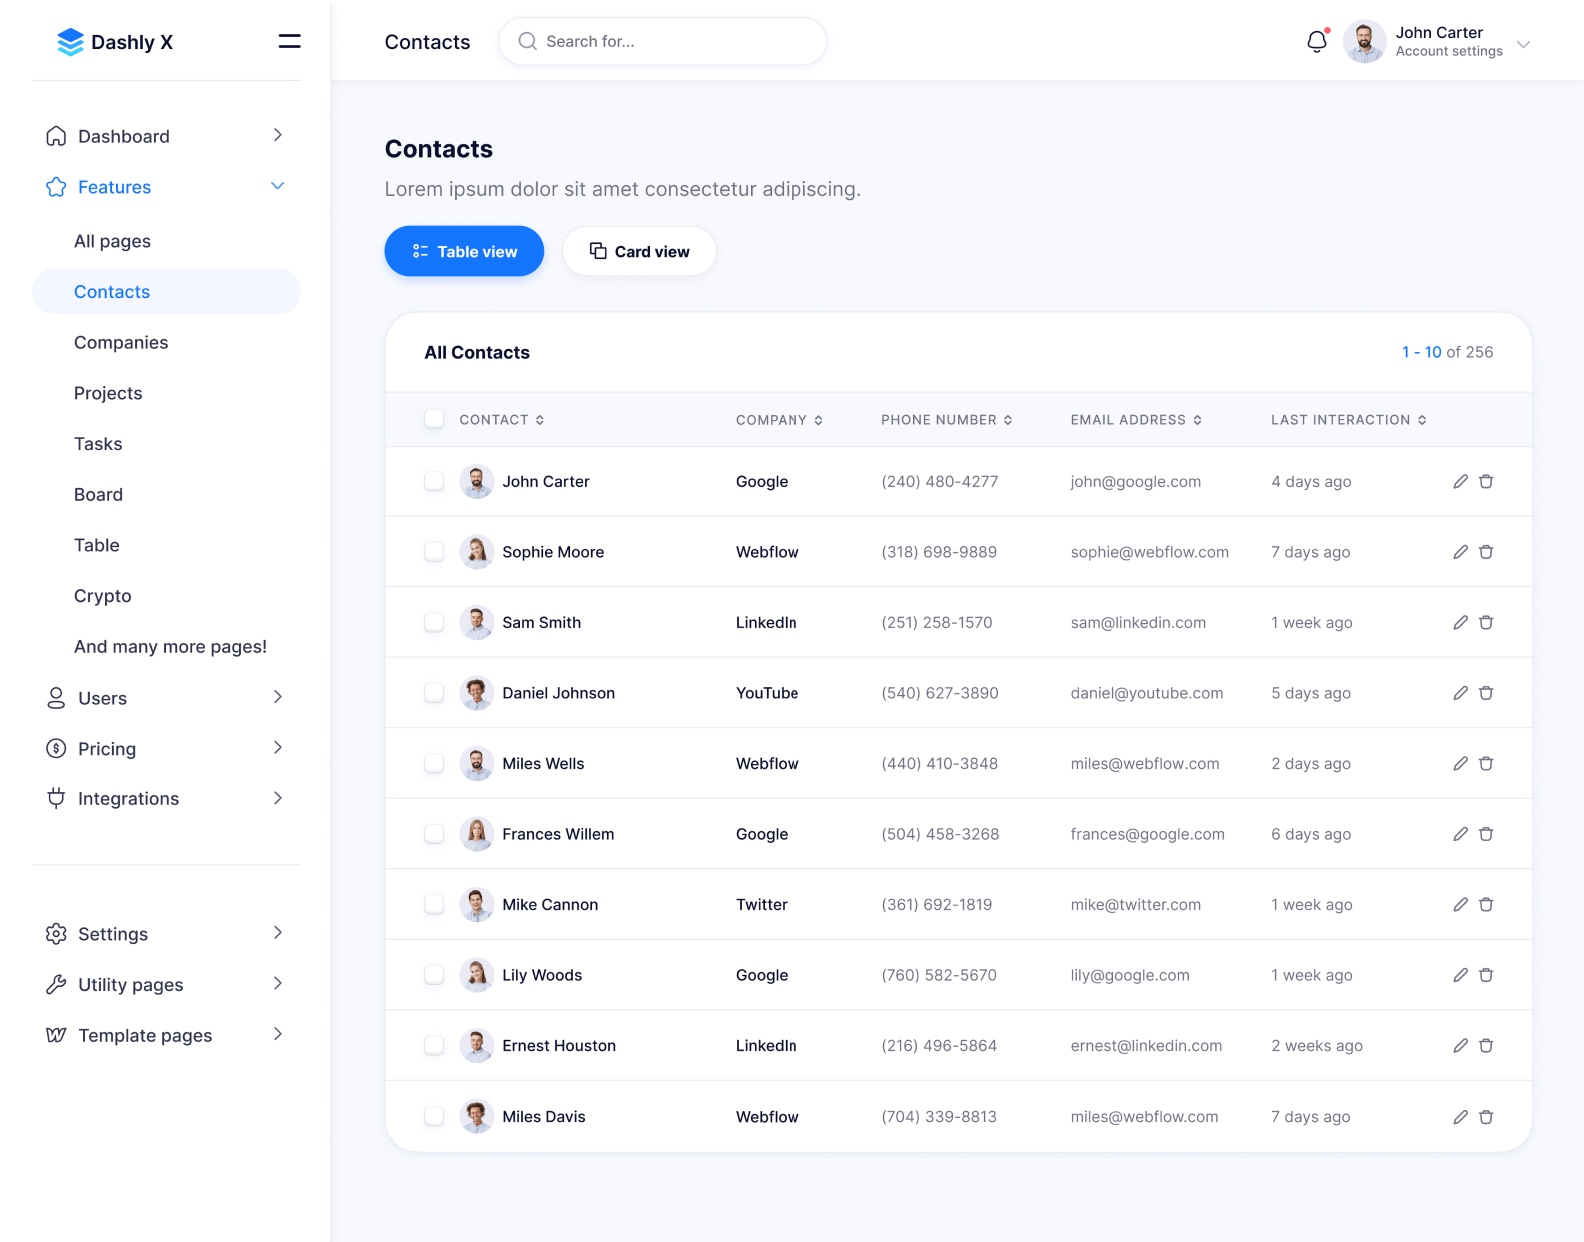 Dashly X
Contacts
Search for...
John Carter
Account settings
Dashboard
Features
All pages
Contacts
Companies
Projects
Tasks
Board
Table
Crypto
And many more pages!
Users
Pricing
Integrations
Settings
Utility pages
Template pages
Contacts
Lorem ipsum dolor sit amet consectetur adipiscing.
Table view
Card view
All Contacts
1 - 10 of 256
CONTACT COMPANY PHONE NUMBER EMAIL ADDRESS LAST INTERACTION
John Carter Google (240) 480-4277 john@google.com 4 days ago
Sophie Moore Webflow (318) 698-9889 sophie@webflow.com 7 days ago
Sam Smith LinkedIn (251) 258-1570 sam@linkedin.com 1 week ago
Daniel Johnson YouTube (540) 627-3890 daniel@youtube.com 5 days ago
Miles Wells Webflow (440) 410-3848 miles@webflow.com 2 days ago
Frances Willem Google (504) 458-3268 frances@google.com 6 days ago
Mike Cannon Twitter (361) 692-1819 mike@twitter.com 1 week ago
Lily Woods Google (760) 582-5670 lily@google.com 1 week ago
Ernest Houston LinkedIn (216) 496-5864 ernest@linkedin.com 2 weeks ago
Miles Davis Webflow (704) 339-8813 miles@webflow.com 7 days ago